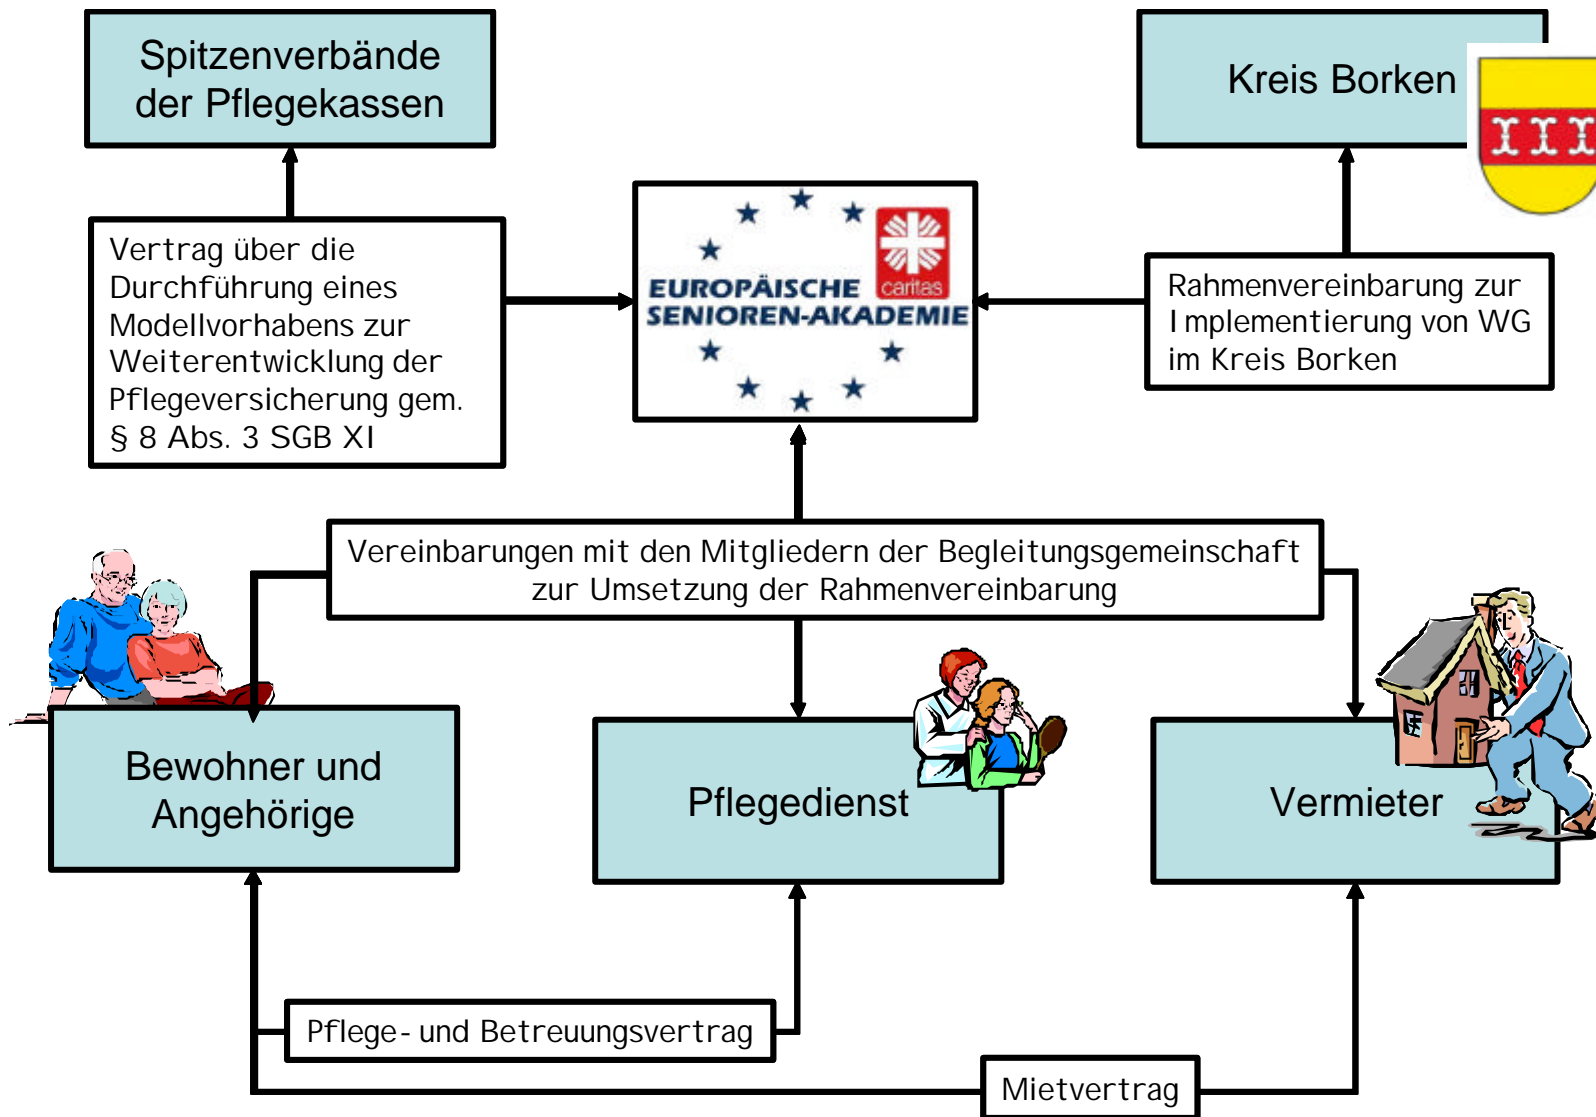 Spitzenverbände
der Pflegekassen
Kreis Borken
Vertrag über die
Durchführung eines
Modellvorhabens zur
Weiterentwicklung der
Pflegeversicherung gem.
§ 8 Abs. 3 SGB XI
caritas
EUROPÄISCHE
SENIOREN-AKADEMIE
Rahmenvereinbarung zur
Implementierung von WG
im Kreis Borken
Vereinbarungen mit den Mitgliedern der Begleitungsgemeinschaft
zur Umsetzung der Rahmenvereinbarung
Bewohner und
Angehörige
Pflegedienst
Vermieter
Pflege- und Betreuungsvertrag
Mietvertrag